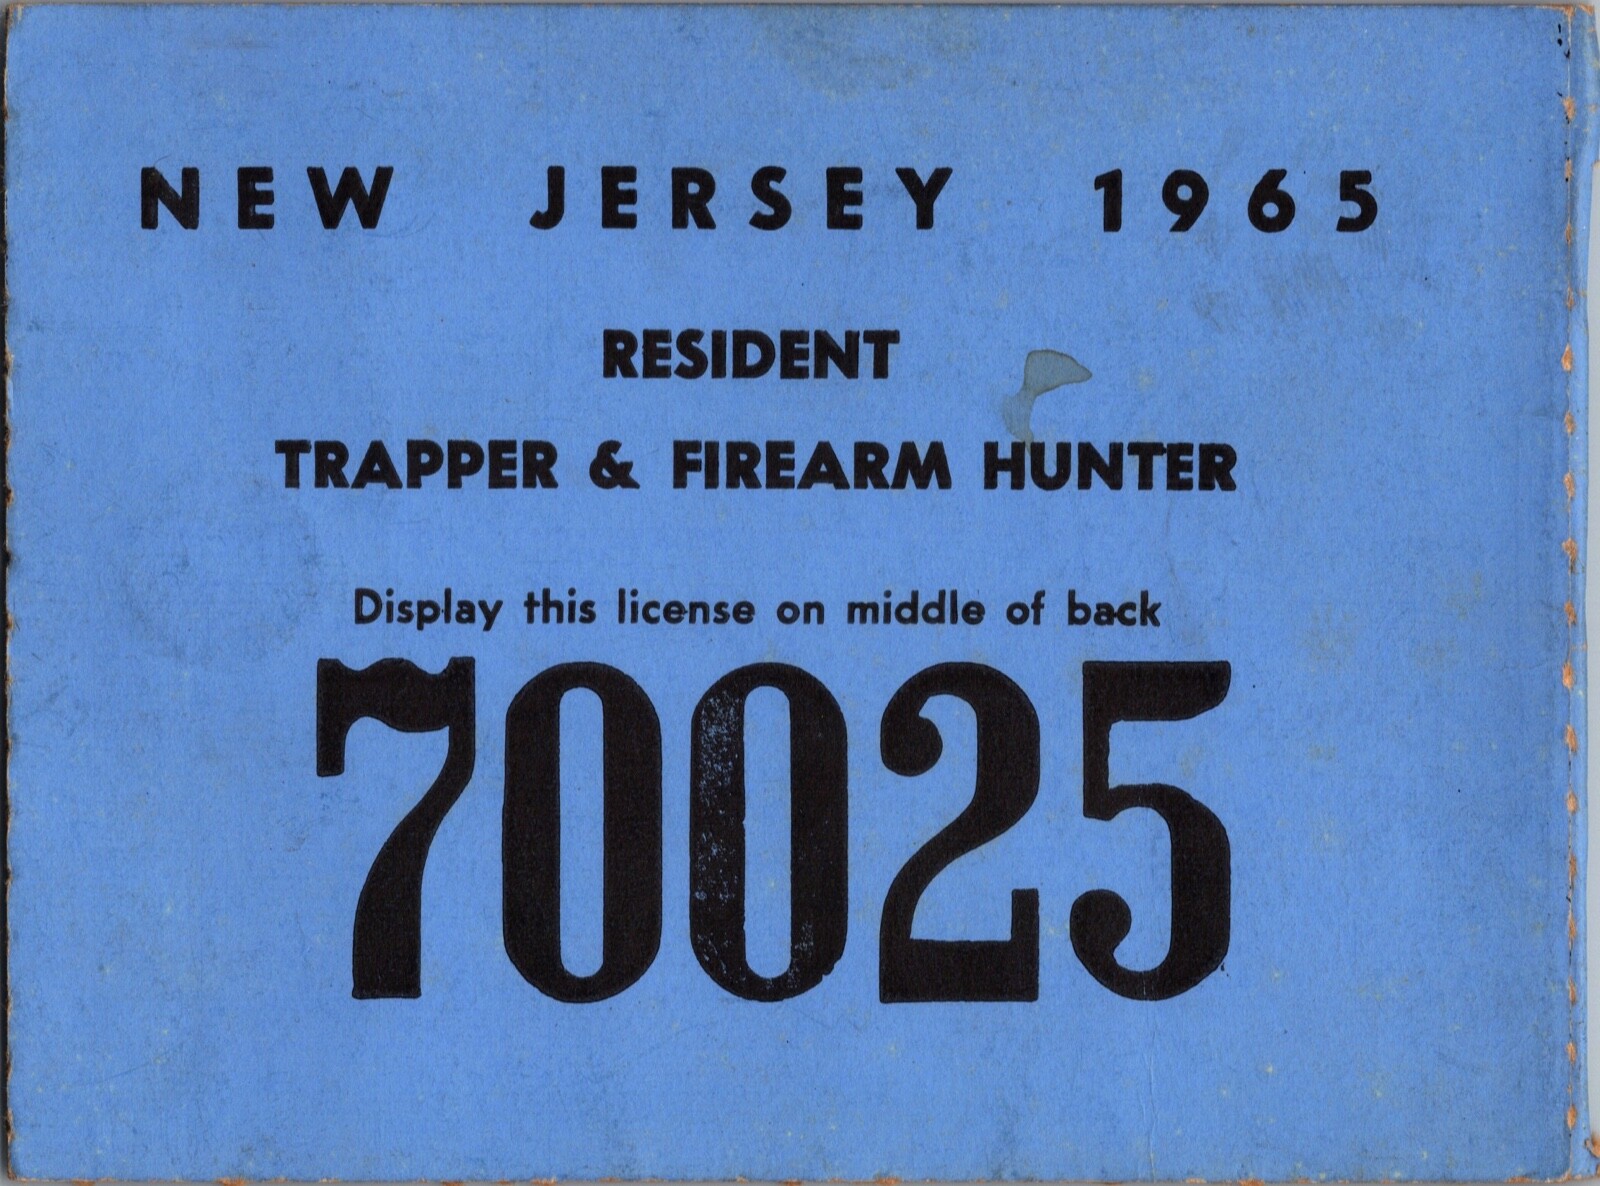 NEW JERSEY 1965
RESIDENT
TRAPPER & FIREARM HUNTER
Display this license on middle of back
70025